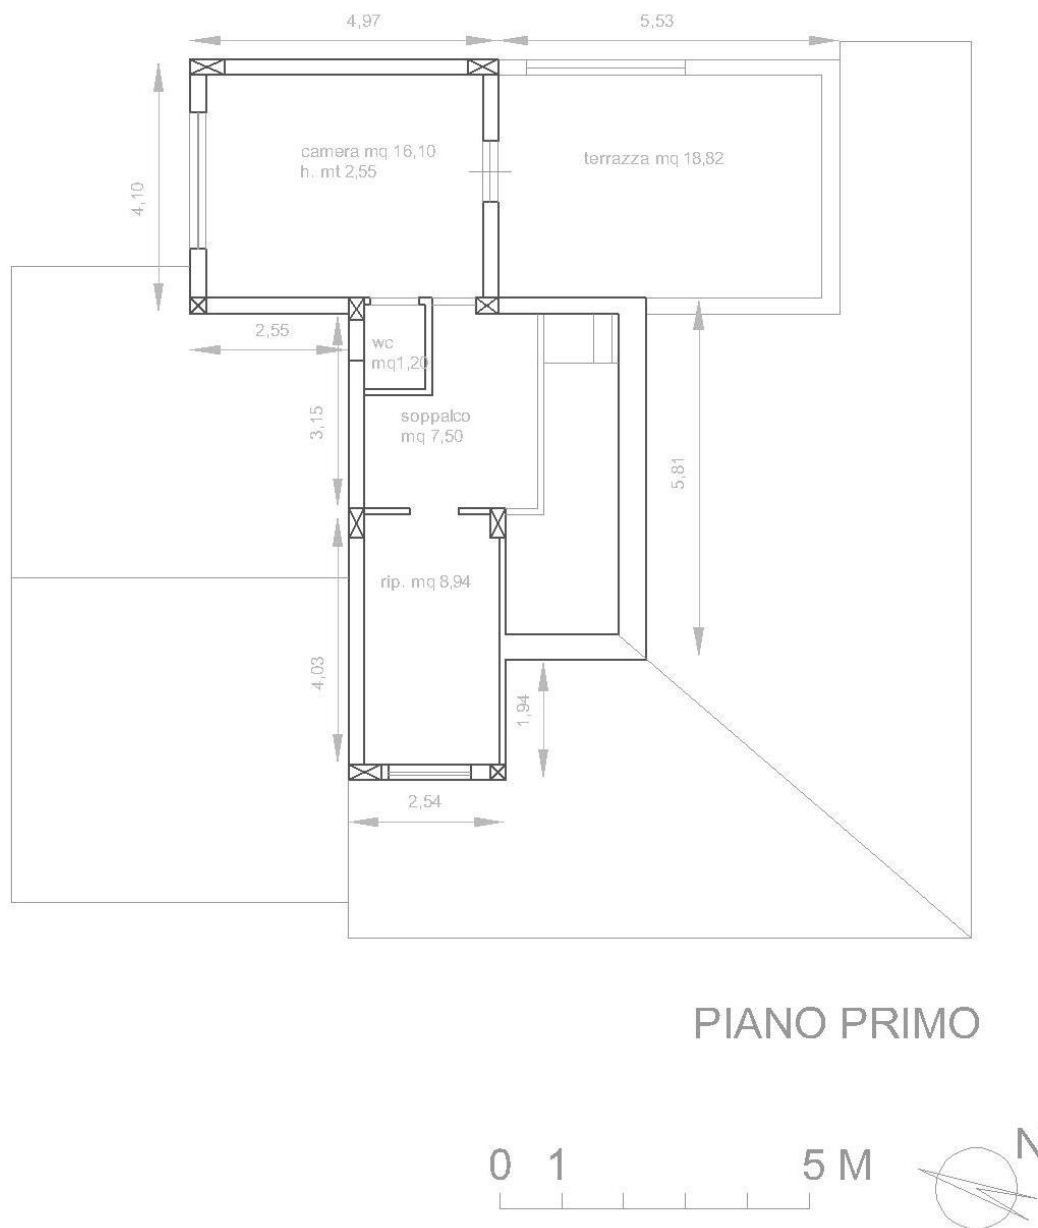 4,97
5,53
camera mq 16,10
h. mt 2,55
terrazza mq 18,82
4,10
2,55
wc
mq1,20
3,15
soppalco
mq 7,50
5,81
rip. mq 8,94
4,03
1,94
2,54
PIANO PRIMO
0 1 5 M
N